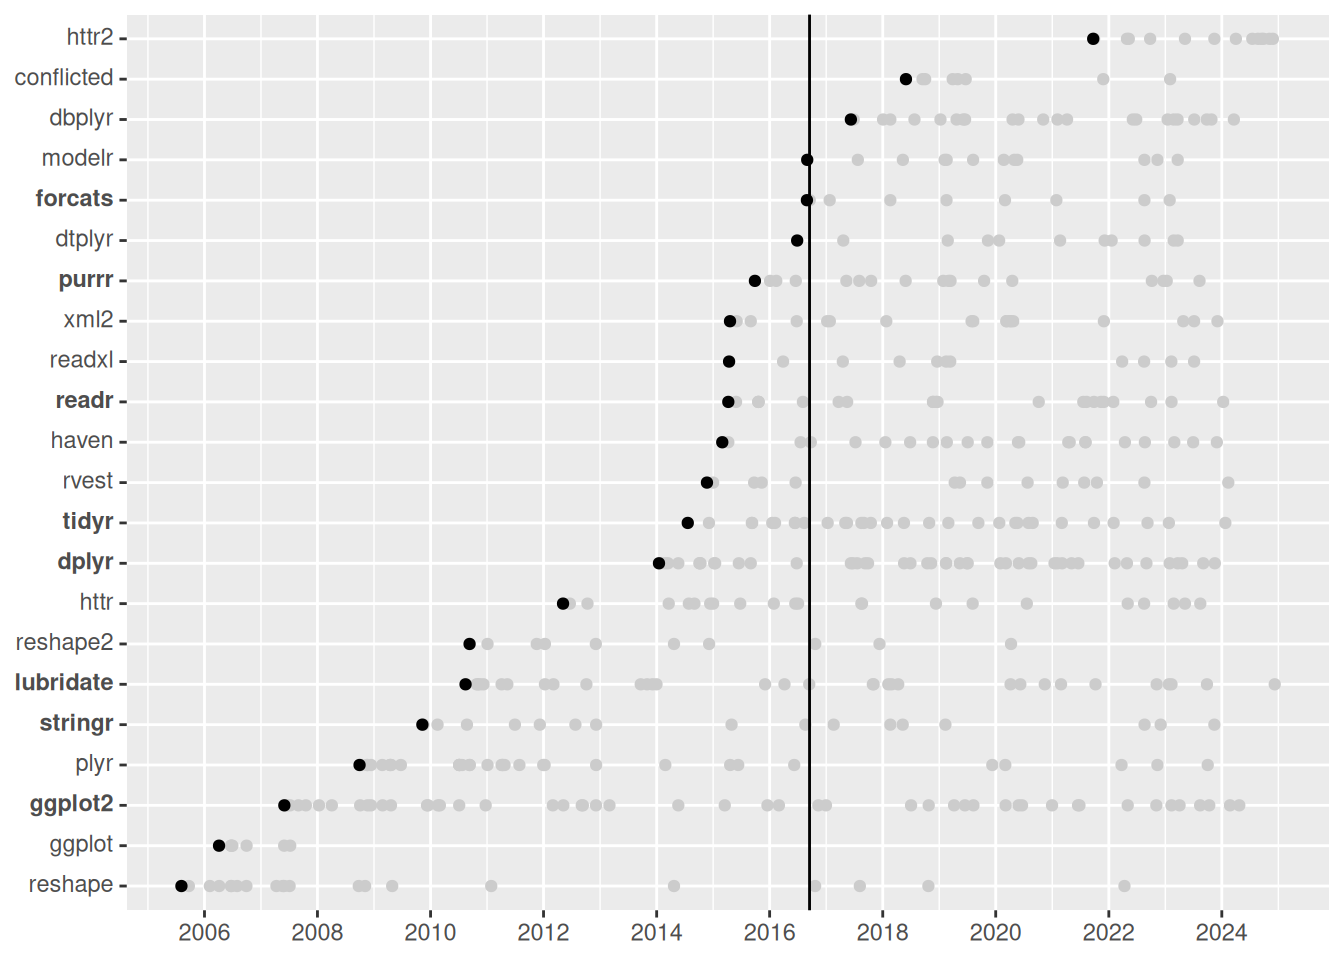 httr2
conflicted
dbplyr
modelr
forcats
dtplyr
purrr
xml2
readxl
readr
haven
rvest
tidyr
dplyr
httr
reshape2
lubridate
stringr
plyr
ggplot2
ggplot
reshape
2006 2008 2010 2012 2014 2016 2018 2020 2022 2024